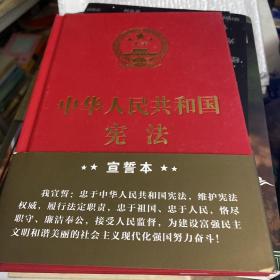 中华人民共和国
宪法
★★ 宣誓本 ★★
我宣誓：忠于中华人民共和国宪法，维护宪法
权威，履行法定职责，忠于祖国、忠于人民，恪尽
职守、廉洁奉公，接受人民监督，为建设富强民主
文明和谐美丽的社会主义现代化强国努力奋斗！